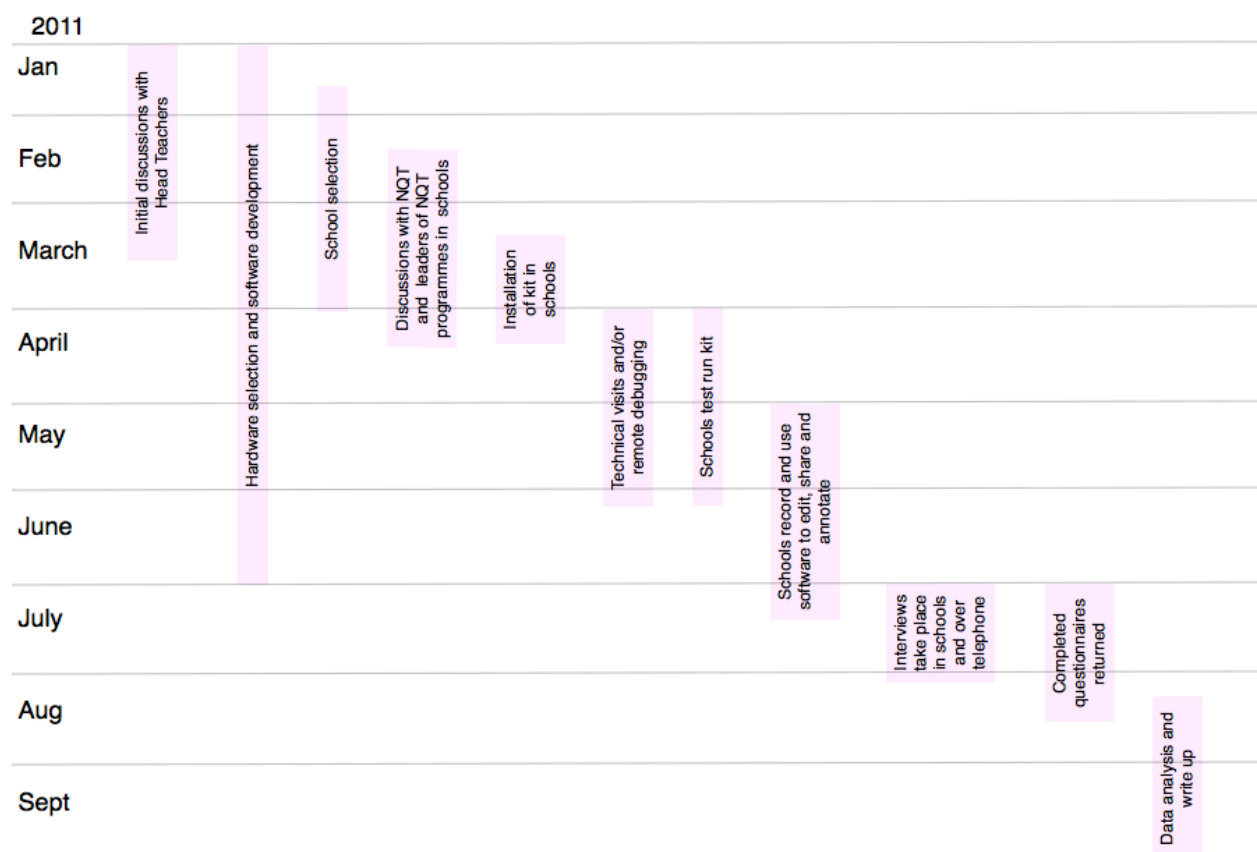 2011
Jan
Feb
March
April
May
June
July
Aug
Sept
Initial discussions with
Head Teachers
Hardware selection and software development
School selection
Discussions with NQT
and leaders of NQT
programmes in schools
Installation
of kit in
schools
Technical visits and/or
remote debugging
Schools test run kit
Schools record and use
software to edit, share and
annotate
Interviews
take place
in schools
and over
telephone
Completed
questionnaires
returned
Data analysis and
write up